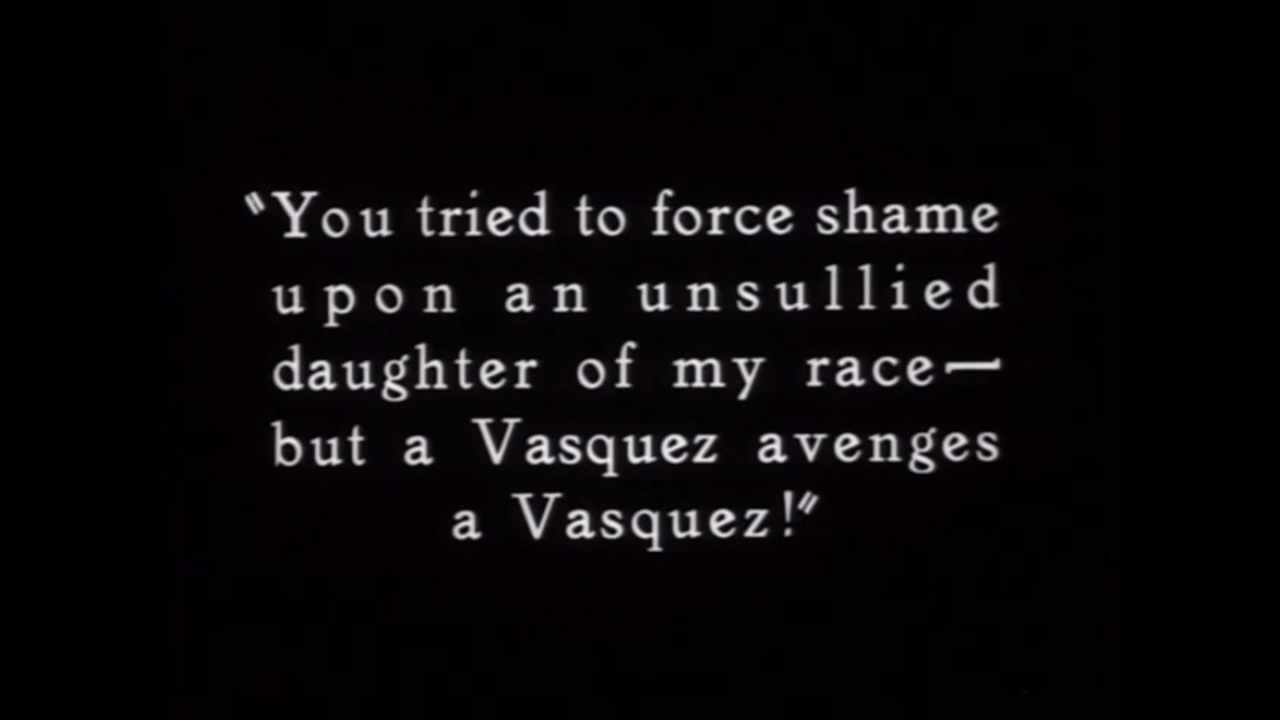 "You tried to force shame
upon an unsullied
daughter of my race—
but a Vasquez avenges
a Vasquez!"